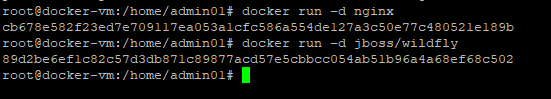 root@docker-vm:/home/admin01# docker run -d nginx
cb678e582f23ed7e709117ea053a1cfc586a554de127a3c50e77c480521e189b
root@docker-vm:/home/admin01# docker run -d jboss/wildfly
89d2be6ef1c82c57d3db871c89877acd57e5cbbcc054ab51b96a4a68ef68c502
root@docker-vm:/home/admin01#